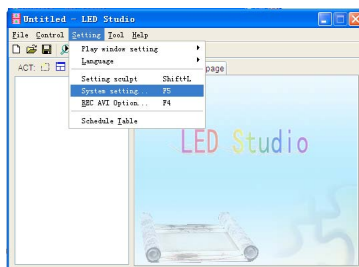 Untitled - LED Studio
File Control Setting Tool Help
Play window setting
Language
ACT:
page
Setting sculpt Shift+L
System setting... F5
REC AVI Option... F4
Schedule Table
LED Studio